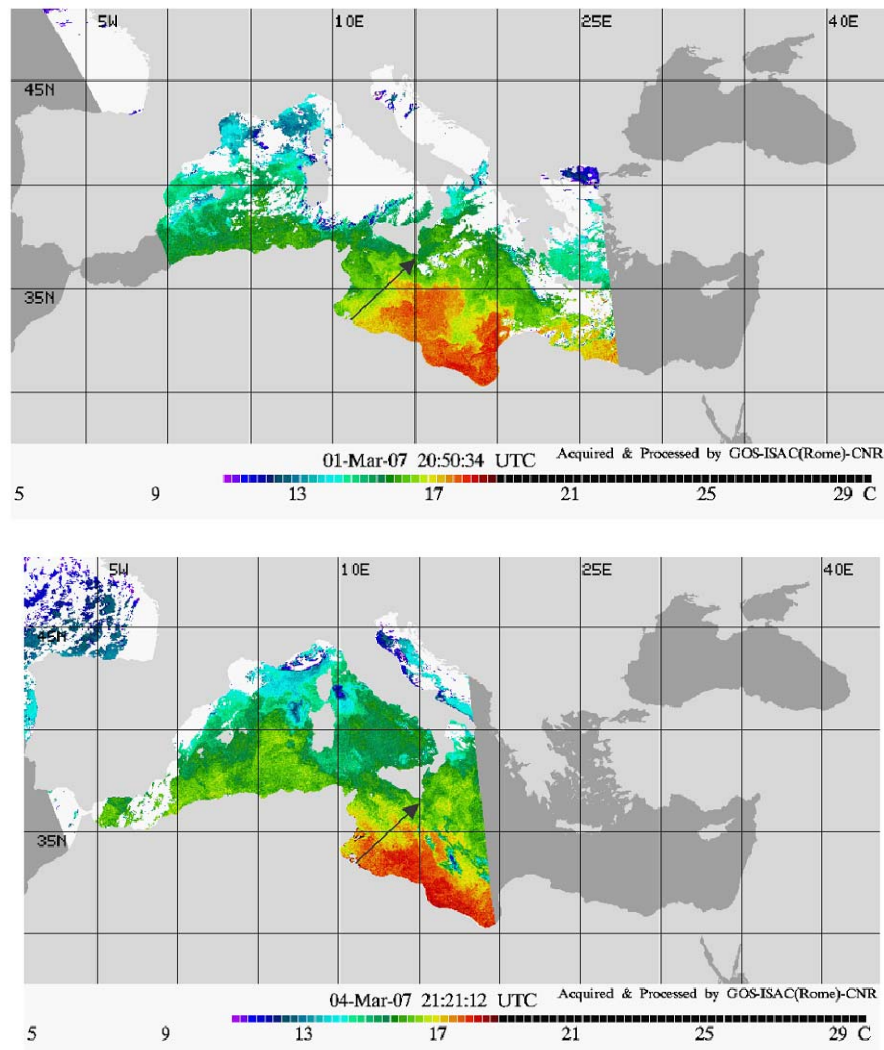 5W 10E 25E 40E
45N
35N
01-Mar-07 20:50:34 UTC Acquired & Processed by GOS-ISAC(Rome)-CNR
5 9 13 17 21 25 29 C
5W 10E 25E 40E
45N
35N
04-Mar-07 21:21:12 UTC Acquired & Processed by GOS-ISAC(Rome)-CNR
5 9 13 17 21 25 29 C